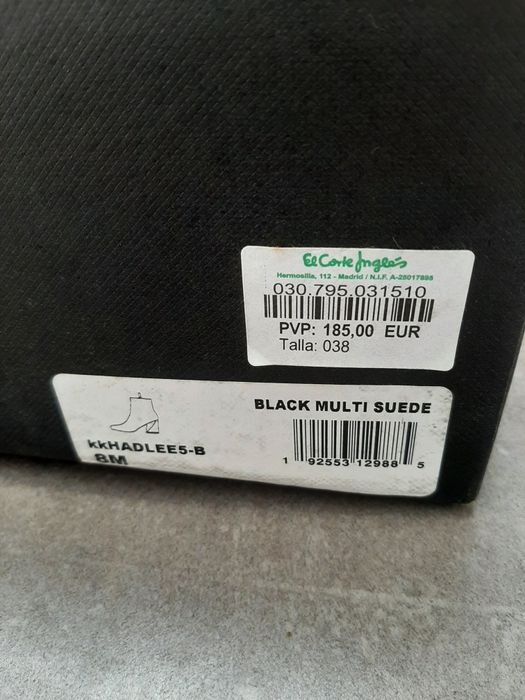 El Corte Inglés
Hermosilla, 112 - Madrid / N.I.F. A-28017895
030.795.031510
PVP: 185,00 EUR
Talla: 038
BLACK MULTI SUEDE
kkHADLEE5-B
8M
1 92553 12988 5